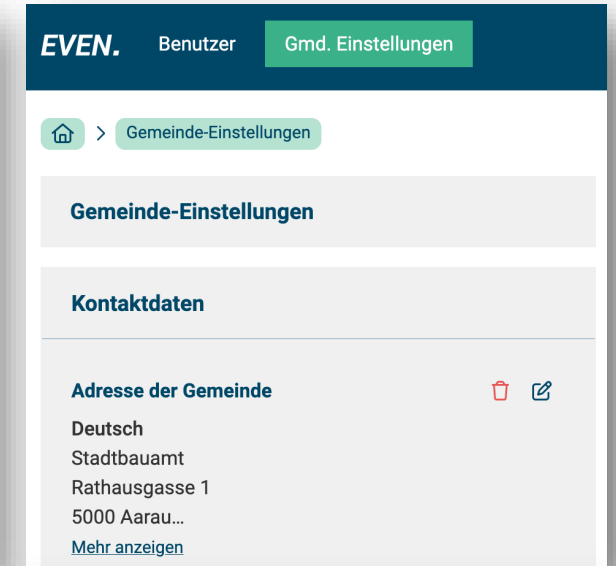 EVEN. Benutzer Gmd. Einstellungen
> Gemeinde-Einstellungen
Gemeinde-Einstellungen
Kontaktdaten
Adresse der Gemeinde
Deutsch
Stadtbauamt
Rathausgasse 1
5000 Aarau...
Mehr anzeigen